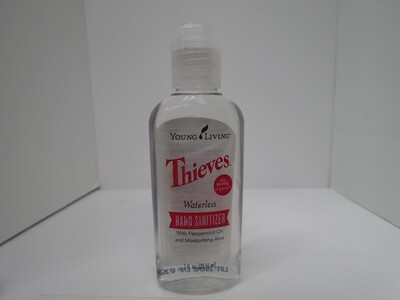 YOUNG LIVING
Thieves
Waterless
HAND SANITIZER
With Peppermint Oil
and Moisturizing Aloe